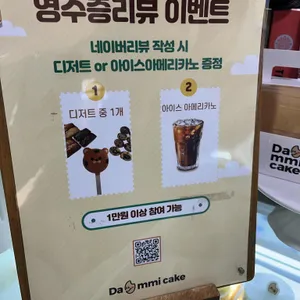 영수증리뷰 이벤트
네이버리뷰 작성 시
디저트 or 아이스아메리카노 증정
1
디저트 중 1개
2
아이스 아메리카노
1만원 이상 참여 가능
Da mmi cake
Da
mmi
cake